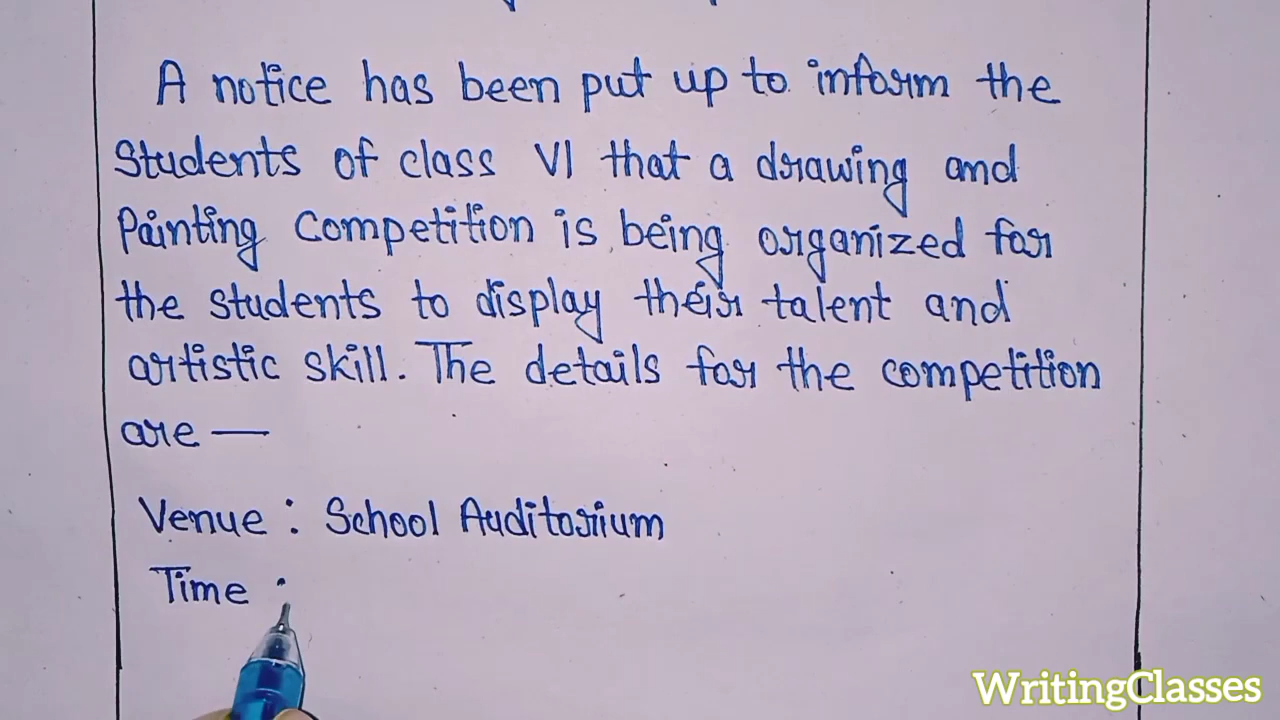 A notice has been put up to inform the
Students of class VI that a drawing and
Painting Competition is being organized for
the students to display their talent and
artistic skill. The details for the competition
are —
Venue : School Auditorium
Time :
WritingClasses